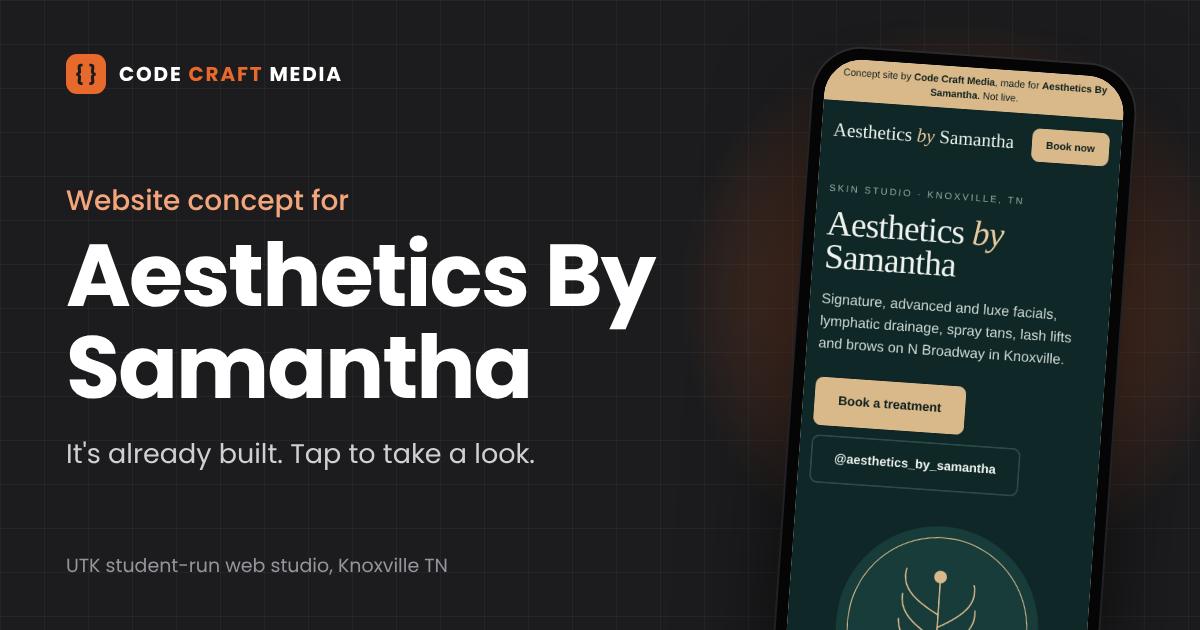 { } CODE CRAFT MEDIA
Website concept for
Aesthetics By
Samantha
It's already built. Tap to take a look.
UTK student-run web studio, Knoxville TN
Concept site by Code Craft Media, made for Aesthetics By
Samantha. Not live.
Aesthetics by Samantha
Book now
SKIN STUDIO · KNOXVILLE, TN
Aesthetics by
Samantha
Signature, advanced and luxe facials,
lymphatic drainage, spray tans, lash lifts
and brows on N Broadway in Knoxville.
Book a treatment
@aesthetics_by_samantha